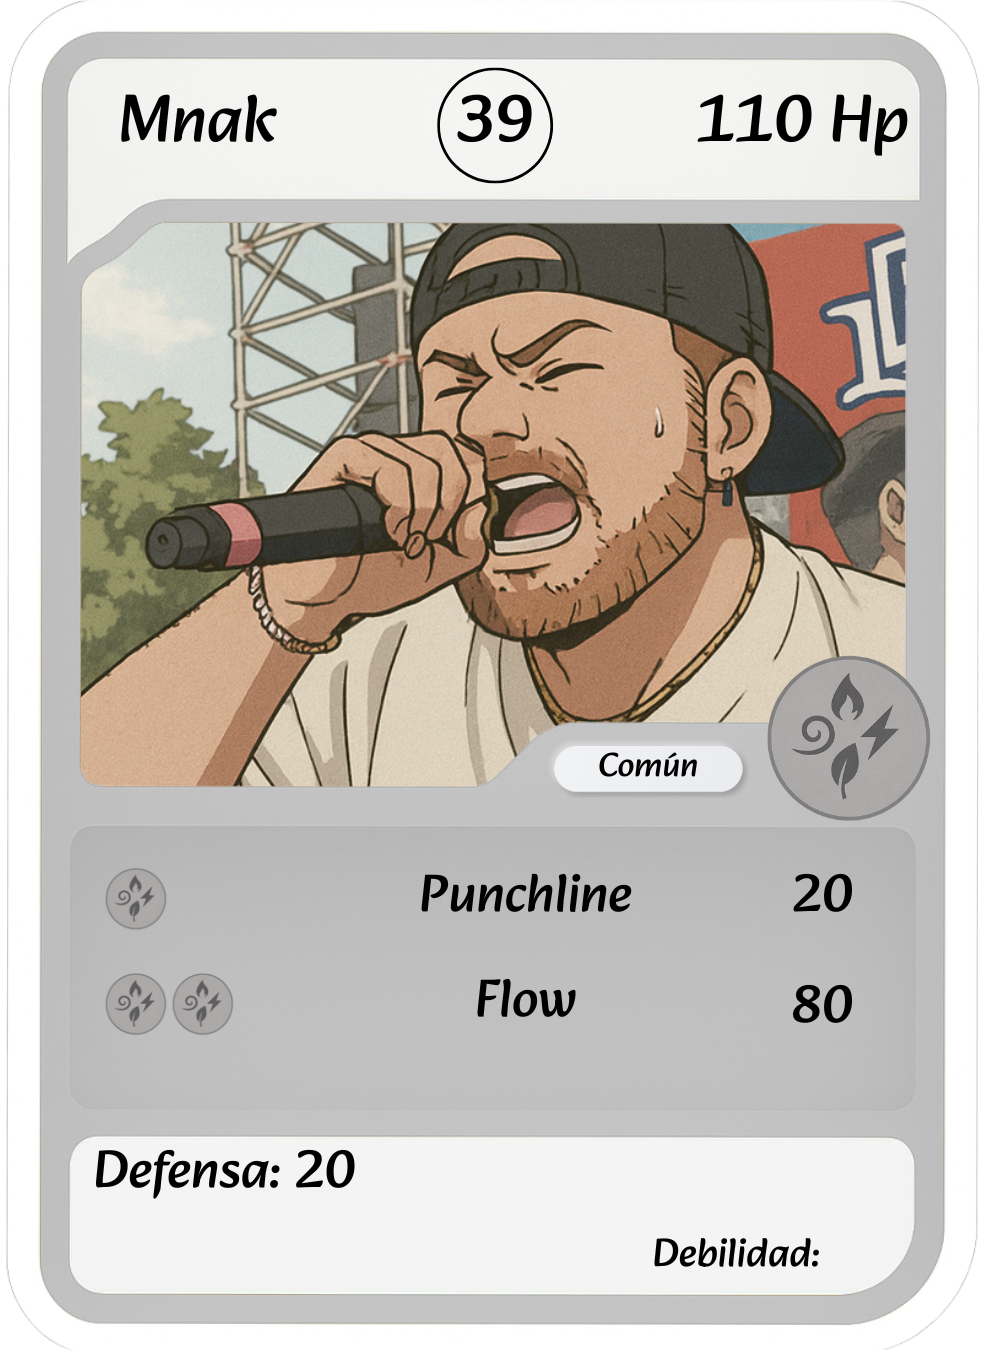 Mnak 39 110 Hp
Común
Punchline 20
Flow 80
Defensa: 20
Debilidad: